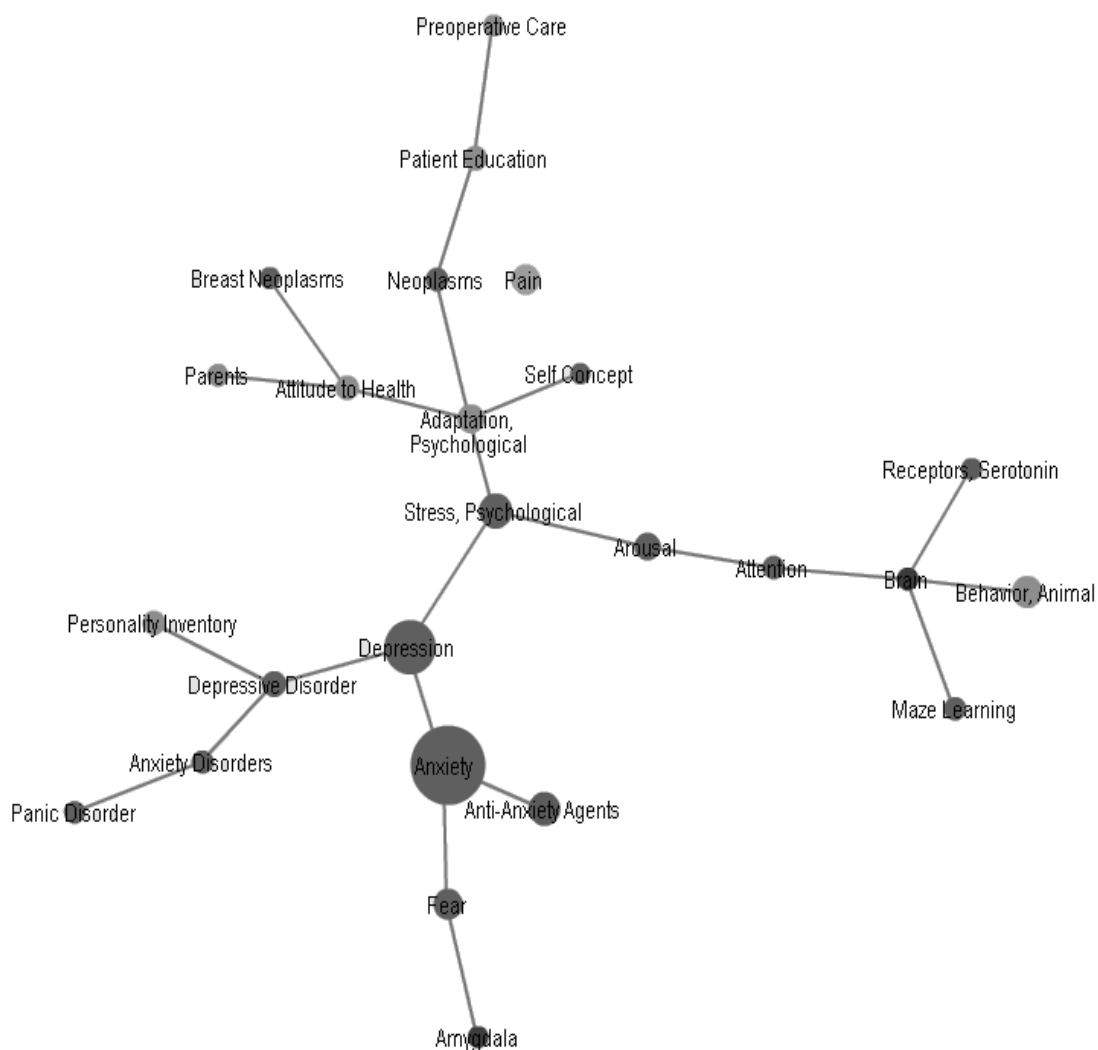 Preoperative Care
Patient Education
Breast Neoplasms
Neoplasms
Pain
Parents
Attitude to Health
Self Concept
Adaptation,
Psychological
Receptors, Serotonin
Stress, Psychological
Arousal
Attention
Brain
Behavior, Animal
Personality Inventory
Depression
Depressive Disorder
Maze Learning
Anxiety Disorders
Anxiety
Panic Disorder
Anti-Anxiety Agents
Fear
Amygdala